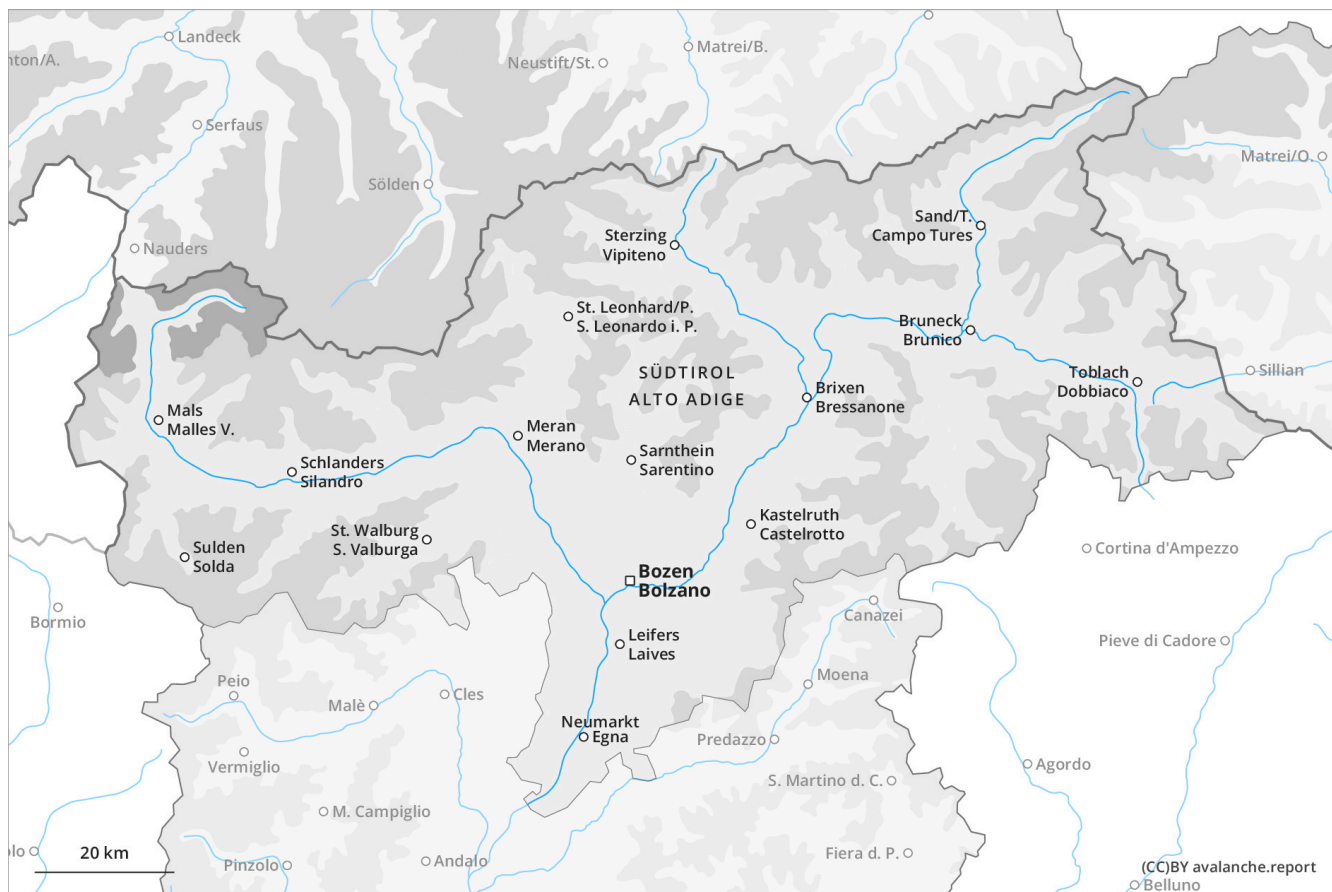 Landeck
nton/A.
Matrei/B.
Neustift/St.
Serfaus
Matrei/O.
Sölden
Nauders
Sand/T.
Campo Tures
Sterzing
Vipiteno
St. Leonhard/P.
S. Leonardo i. P.
Bruneck
Brunico
SÜDTIROL
ALTO ADIGE
Toblach
Dobbiaco
Sillian
Brixen
Bressanone
Mals
Malles V.
Meran
Merano
Sarnthein
Sarentino
Schlanders
Silandro
Kastelruth
Castelrotto
St. Walburg
S. Valburga
Sulden
Solda
Cortina d'Ampezzo
Bozen
Bolzano
Bormio
Canazei
Leifers
Laives
Pieve di Cadore
Peio
Moena
Malè
Cles
Neumarkt
Egna
Predazzo
Vermiglio
Agordo
S. Martino d. C.
M. Campiglio
olo
20 km
Pinzolo
Andalo
Fiera d. P.
(CC)BY avalanche.report
Belluno